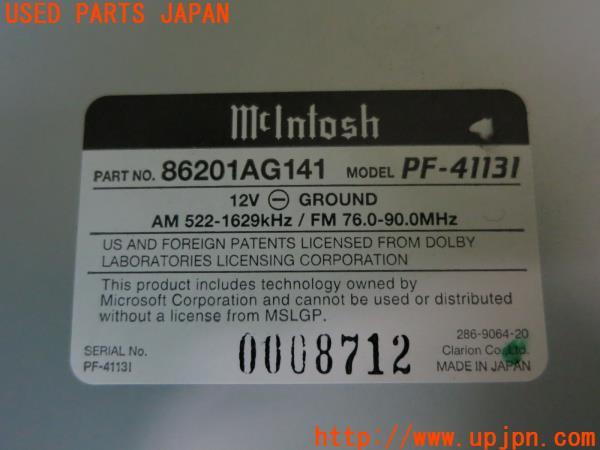 USED PARTS JAPAN
McIntosh
PART NO. 86201AG141 MODEL PF-4113I
12V ⊖ GROUND
AM 522-1629kHz / FM 76.0-90.0MHz
US AND FOREIGN PATENTS LICENSED FROM DOLBY
LABORATORIES LICENSING CORPORATION
This product includes technology owned by
Microsoft Corporation and cannot be used or distributed
without a license from MSLGP.
286-9064-20
SERIAL No. 0008712 Clarion Co., Ltd.
PF-4113I MADE IN JAPAN
http://www.upjpn.com/